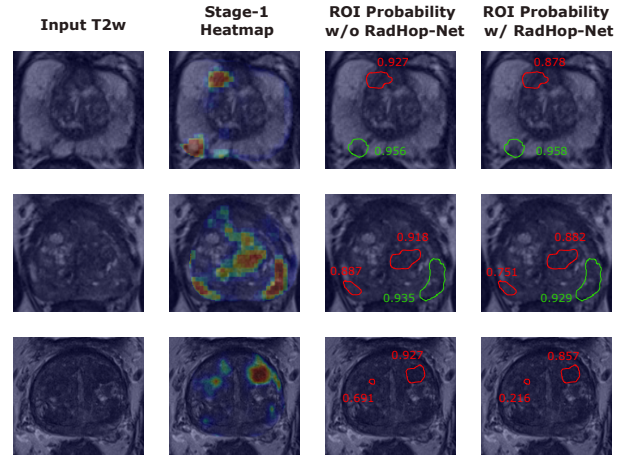 Input T2w
Stage-1
Heatmap
ROI Probability
w/o RadHop-Net
ROI Probability
w/ RadHop-Net
0.927
0.956
0.878
0.958
0.918
0.887
0.935
0.882
0.751
0.929
0.927
0.691
0.857
0.216